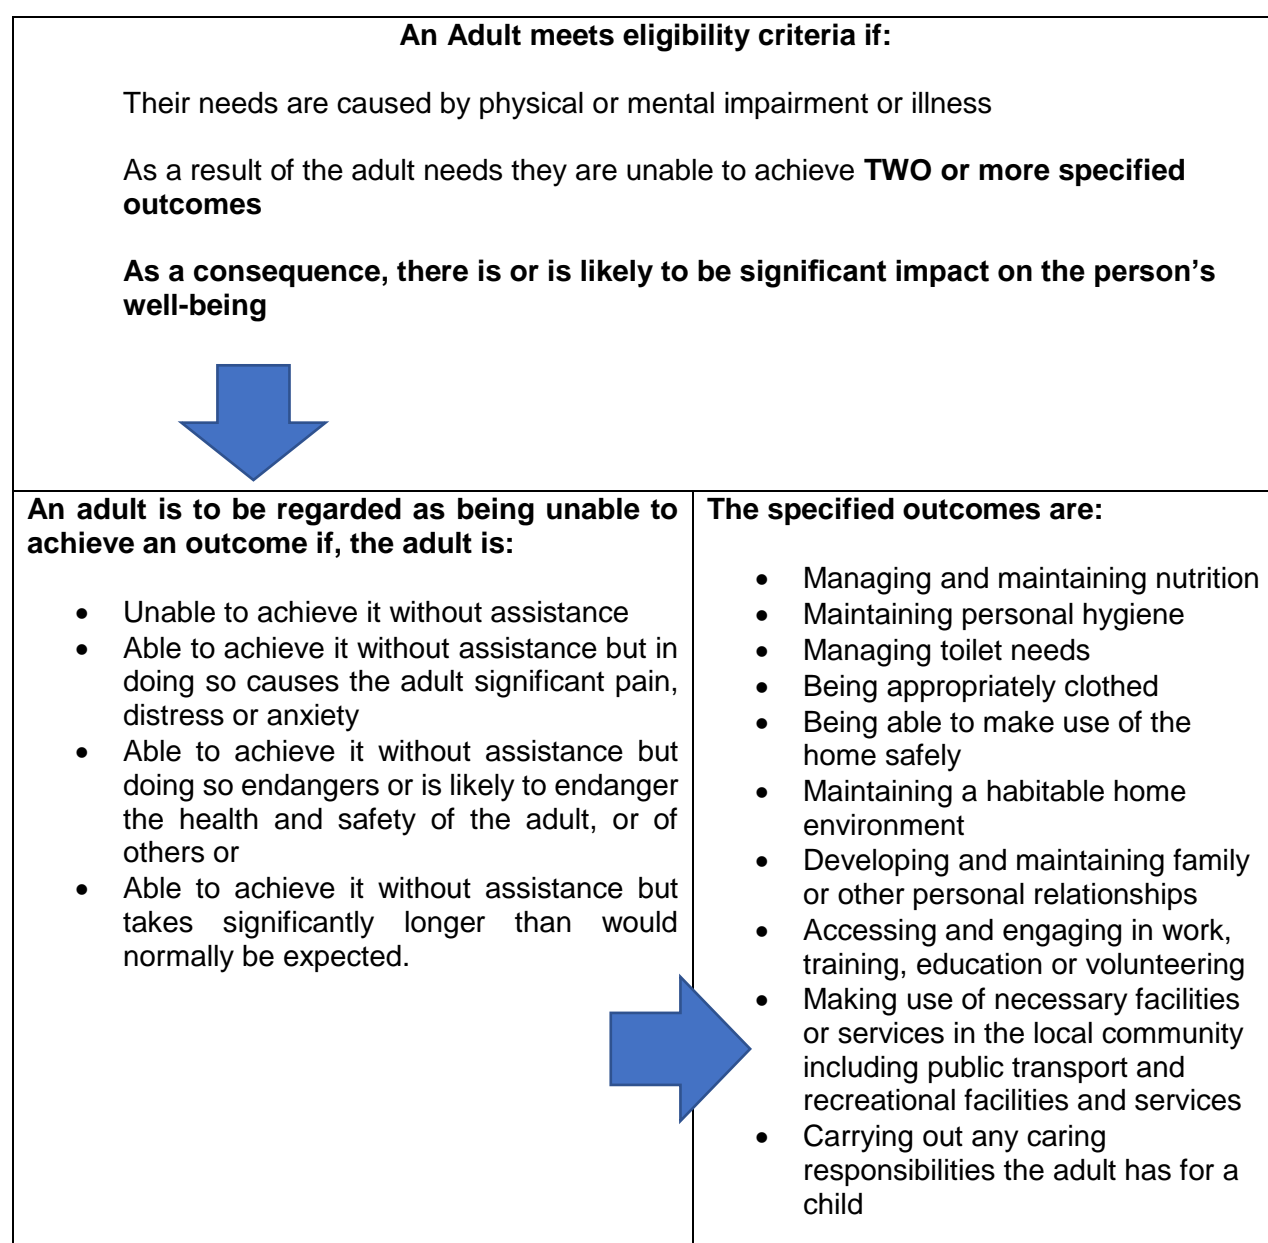 An Adult meets eligibility criteria if:
Their needs are caused by physical or mental impairment or illness
As a result of the adult needs they are unable to achieve TWO or more specified
outcomes
As a consequence, there is or is likely to be significant impact on the person’s
well-being
An adult is to be regarded as being unable to
achieve an outcome if, the adult is:
• Unable to achieve it without assistance
• Able to achieve it without assistance but in
doing so causes the adult significant pain,
distress or anxiety
• Able to achieve it without assistance but
doing so endangers or is likely to endanger
the health and safety of the adult, or of
others or
• Able to achieve it without assistance but
takes significantly longer than would
normally be expected.
The specified outcomes are:
• Managing and maintaining nutrition
• Maintaining personal hygiene
• Managing toilet needs
• Being appropriately clothed
• Being able to make use of the
home safely
• Maintaining a habitable home
environment
• Developing and maintaining family
or other personal relationships
• Accessing and engaging in work,
training, education or volunteering
• Making use of necessary facilities
or services in the local community
including public transport and
recreational facilities and services
• Carrying out any caring
responsibilities the adult has for a
child